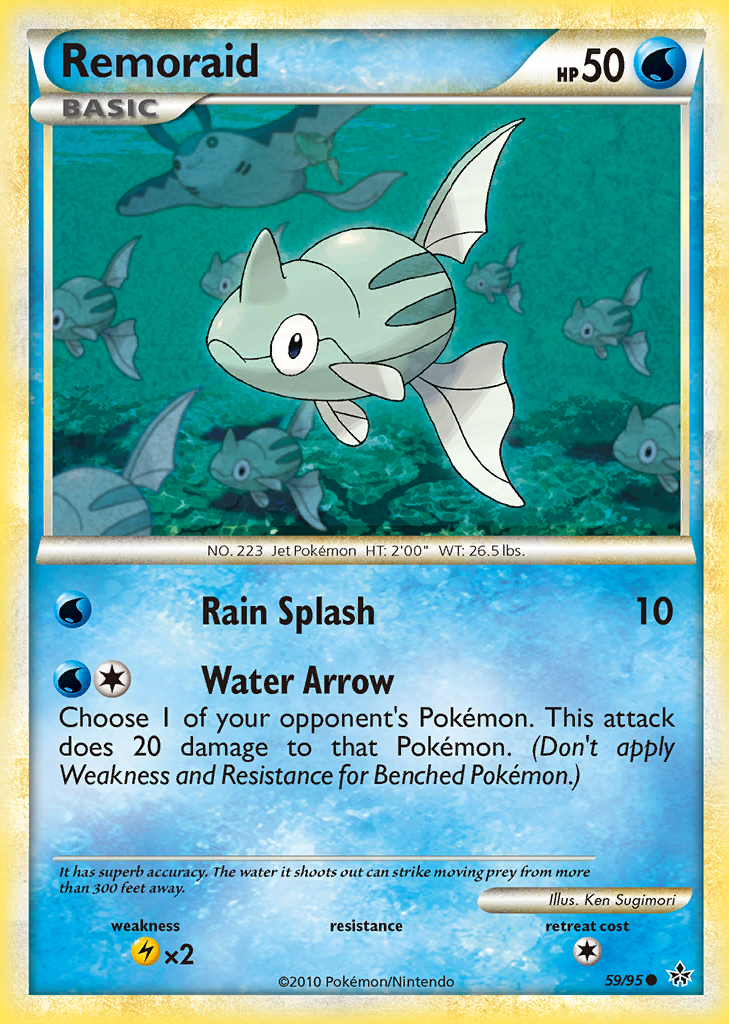 Remoraid
HP 50
BASIC
NO. 223 Jet Pokémon HT: 2'00" WT: 26.5 lbs.
Rain Splash 10
Water Arrow
Choose 1 of your opponent's Pokémon. This attack
does 20 damage to that Pokémon. (Don't apply
Weakness and Resistance for Benched Pokémon.)
It has superb accuracy. The water it shoots out can strike moving prey from more
than 300 feet away.
Illus. Ken Sugimori
weakness resistance retreat cost
×2
©2010 Pokémon/Nintendo
59/95